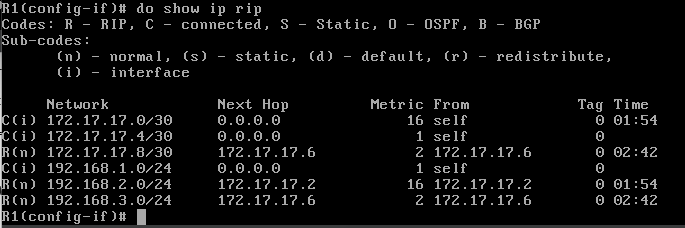 R1(config-if)# do show ip rip
Codes: R - RIP, C - connected, S - Static, O - OSPF, B - BGP
Sub-codes:
      (n) - normal, (s) - static, (d) - default, (r) - redistribute,
      (i) - interface
     Network            Next Hop         Metric From            Tag Time
C(i) 172.17.17.0/30     0.0.0.0              16 self              0 01:54
C(i) 172.17.17.4/30     0.0.0.0               1 self              0
R(n) 172.17.17.8/30     172.17.17.6           2 172.17.17.6       0 02:42
C(i) 192.168.1.0/24     0.0.0.0               1 self              0
R(n) 192.168.2.0/24     172.17.17.2          16 172.17.17.2       0 01:54
R(n) 192.168.3.0/24     172.17.17.6           2 172.17.17.6       0 02:42
R1(config-if)#